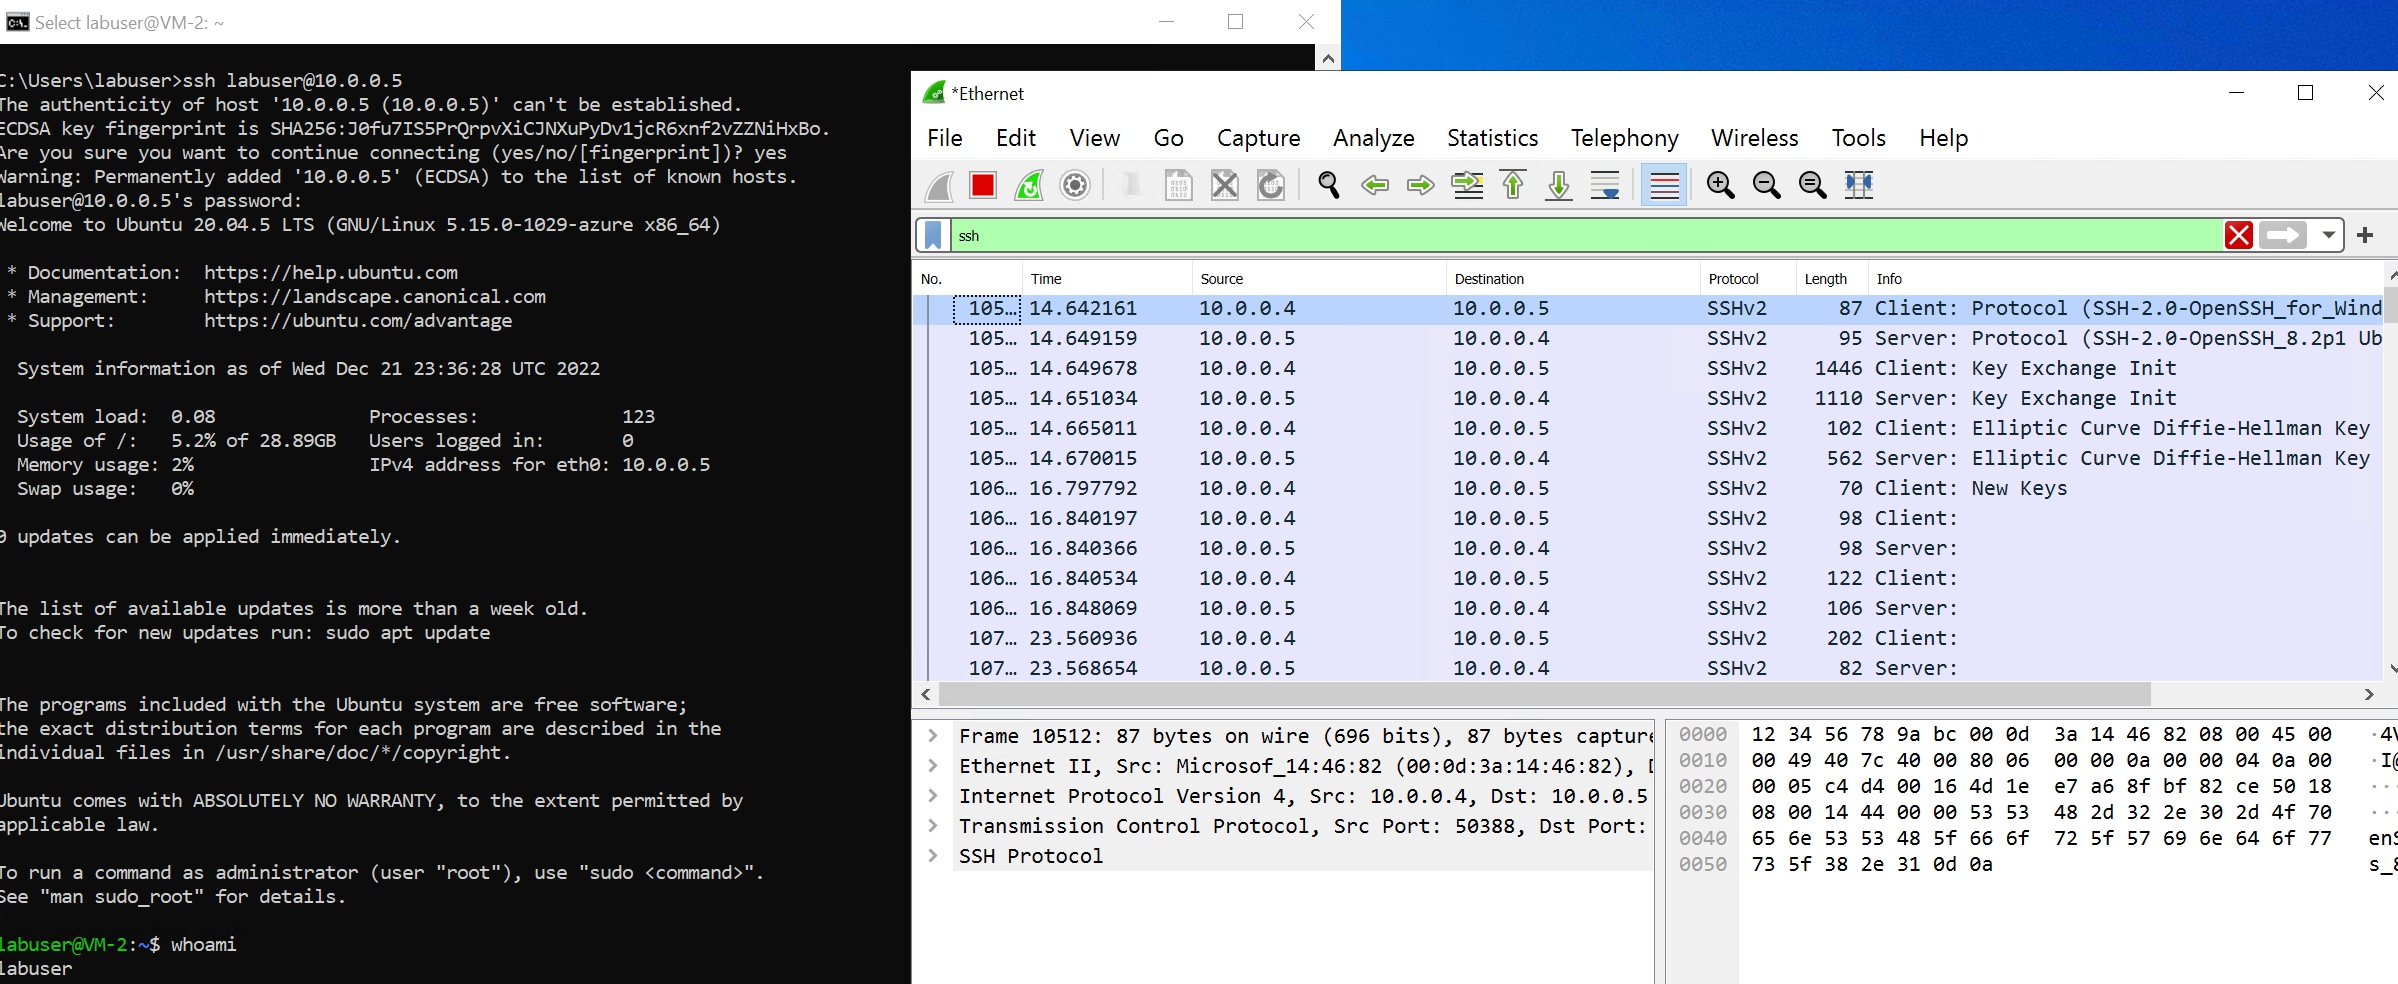 Select labuser@VM-2: ~
C:\Users\labuser>ssh labuser@10.0.0.5
The authenticity of host '10.0.0.5 (10.0.0.5)' can't be established.
ECDSA key fingerprint is SHA256:J0fu7IS5PrQrpvXiCJNXuPyDv1jcR6xnf2vZZNiHxBo.
Are you sure you want to continue connecting (yes/no/[fingerprint])? yes
Warning: Permanently added '10.0.0.5' (ECDSA) to the list of known hosts.
labuser@10.0.0.5's password:
Welcome to Ubuntu 20.04.5 LTS (GNU/Linux 5.15.0-1029-azure x86_64)
* Documentation: https://help.ubuntu.com
* Management: https://landscape.canonical.com
* Support: https://ubuntu.com/advantage
System information as of Wed Dec 21 23:36:28 UTC 2022
System load: 0.08 Processes: 123
Usage of /: 5.2% of 28.89GB Users logged in: 0
Memory usage: 2% IPv4 address for eth0: 10.0.0.5
Swap usage: 0%
0 updates can be applied immediately.
The list of available updates is more than a week old.
To check for new updates run: sudo apt update
The programs included with the Ubuntu system are free software;
the exact distribution terms for each program are described in the
individual files in /usr/share/doc/*/copyright.
Ubuntu comes with ABSOLUTELY NO WARRANTY, to the extent permitted by
applicable law.
To run a command as administrator (user "root"), use "sudo <command>".
See "man sudo_root" for details.
labuser@VM-2:~$ whoami
labuser
*Ethernet
File Edit View Go Capture Analyze Statistics Telephony Wireless Tools Help
ssh
No. Time Source Destination Protocol Length Info
105… 14.642161 10.0.0.4 10.0.0.5 SSHv2 87 Client: Protocol (SSH-2.0-OpenSSH_for_Wind
105… 14.649159 10.0.0.5 10.0.0.4 SSHv2 95 Server: Protocol (SSH-2.0-OpenSSH_8.2p1 Ub
105… 14.649678 10.0.0.4 10.0.0.5 SSHv2 1446 Client: Key Exchange Init
105… 14.651034 10.0.0.5 10.0.0.4 SSHv2 1110 Server: Key Exchange Init
105… 14.665011 10.0.0.4 10.0.0.5 SSHv2 102 Client: Elliptic Curve Diffie-Hellman Key
105… 14.670015 10.0.0.5 10.0.0.4 SSHv2 562 Server: Elliptic Curve Diffie-Hellman Key
106… 16.797792 10.0.0.4 10.0.0.5 SSHv2 70 Client: New Keys
106… 16.840197 10.0.0.4 10.0.0.5 SSHv2 98 Client:
106… 16.840366 10.0.0.5 10.0.0.4 SSHv2 98 Server:
106… 16.840534 10.0.0.4 10.0.0.5 SSHv2 122 Client:
106… 16.848069 10.0.0.5 10.0.0.4 SSHv2 106 Server:
107… 23.560936 10.0.0.4 10.0.0.5 SSHv2 202 Client:
107… 23.568654 10.0.0.5 10.0.0.4 SSHv2 82 Server:
Frame 10512: 87 bytes on wire (696 bits), 87 bytes capture
Ethernet II, Src: Microsof_14:46:82 (00:0d:3a:14:46:82), D
Internet Protocol Version 4, Src: 10.0.0.4, Dst: 10.0.0.5
Transmission Control Protocol, Src Port: 50388, Dst Port:
SSH Protocol
0000 12 34 56 78 9a bc 00 0d 3a 14 46 82 08 00 45 00 ·4V
0010 00 49 40 7c 40 00 80 06 00 00 0a 00 00 04 0a 00 ·I@
0020 00 05 c4 d4 00 16 4d 1e e7 a6 8f bf 82 ce 50 18 ···
0030 08 00 14 44 00 00 53 53 48 2d 32 2e 30 2d 4f 70 ···
0040 65 6e 53 53 48 5f 66 6f 72 5f 57 69 6e 64 6f 77 enS
0050 73 5f 38 2e 31 0d 0a s_8